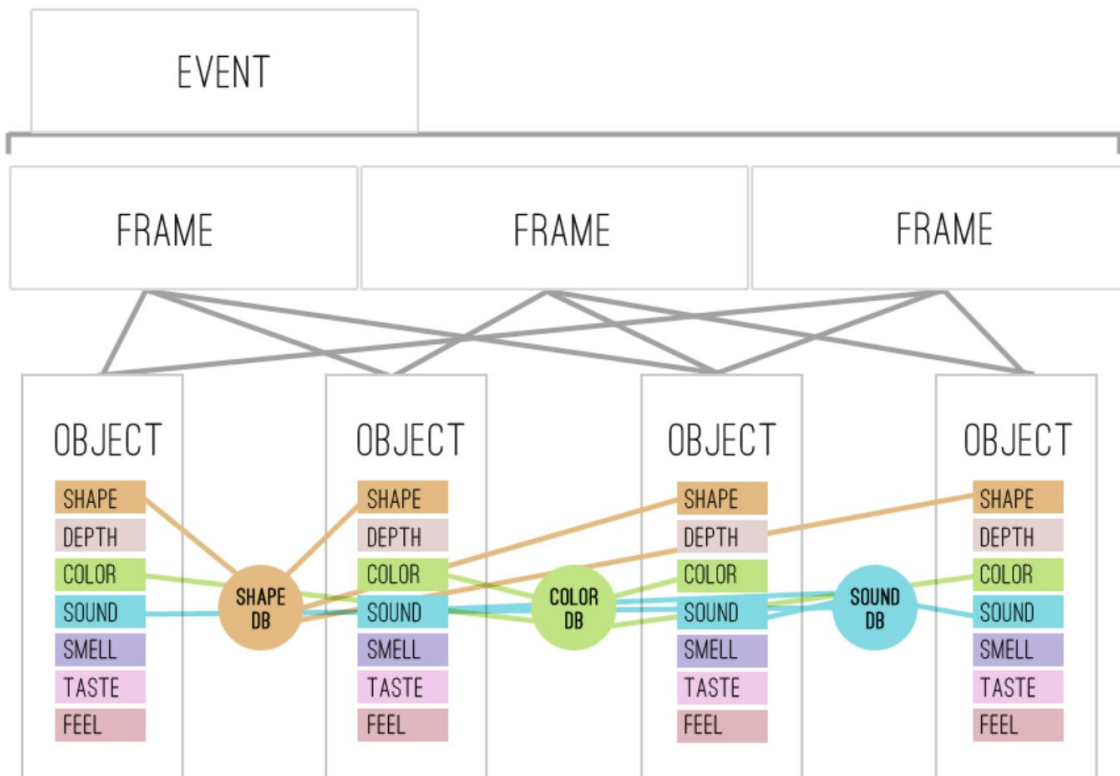 EVENT
FRAME
FRAME
FRAME
OBJECT
SHAPE
DEPTH
COLOR
SOUND
SMELL
TASTE
FEEL
SHAPE
DB
OBJECT
SHAPE
DEPTH
COLOR
SOUND
SMELL
TASTE
FEEL
COLOR
DB
OBJECT
SHAPE
DEPTH
COLOR
SOUND
SMELL
TASTE
FEEL
SOUND
DB
OBJECT
SHAPE
DEPTH
COLOR
SOUND
SMELL
TASTE
FEEL